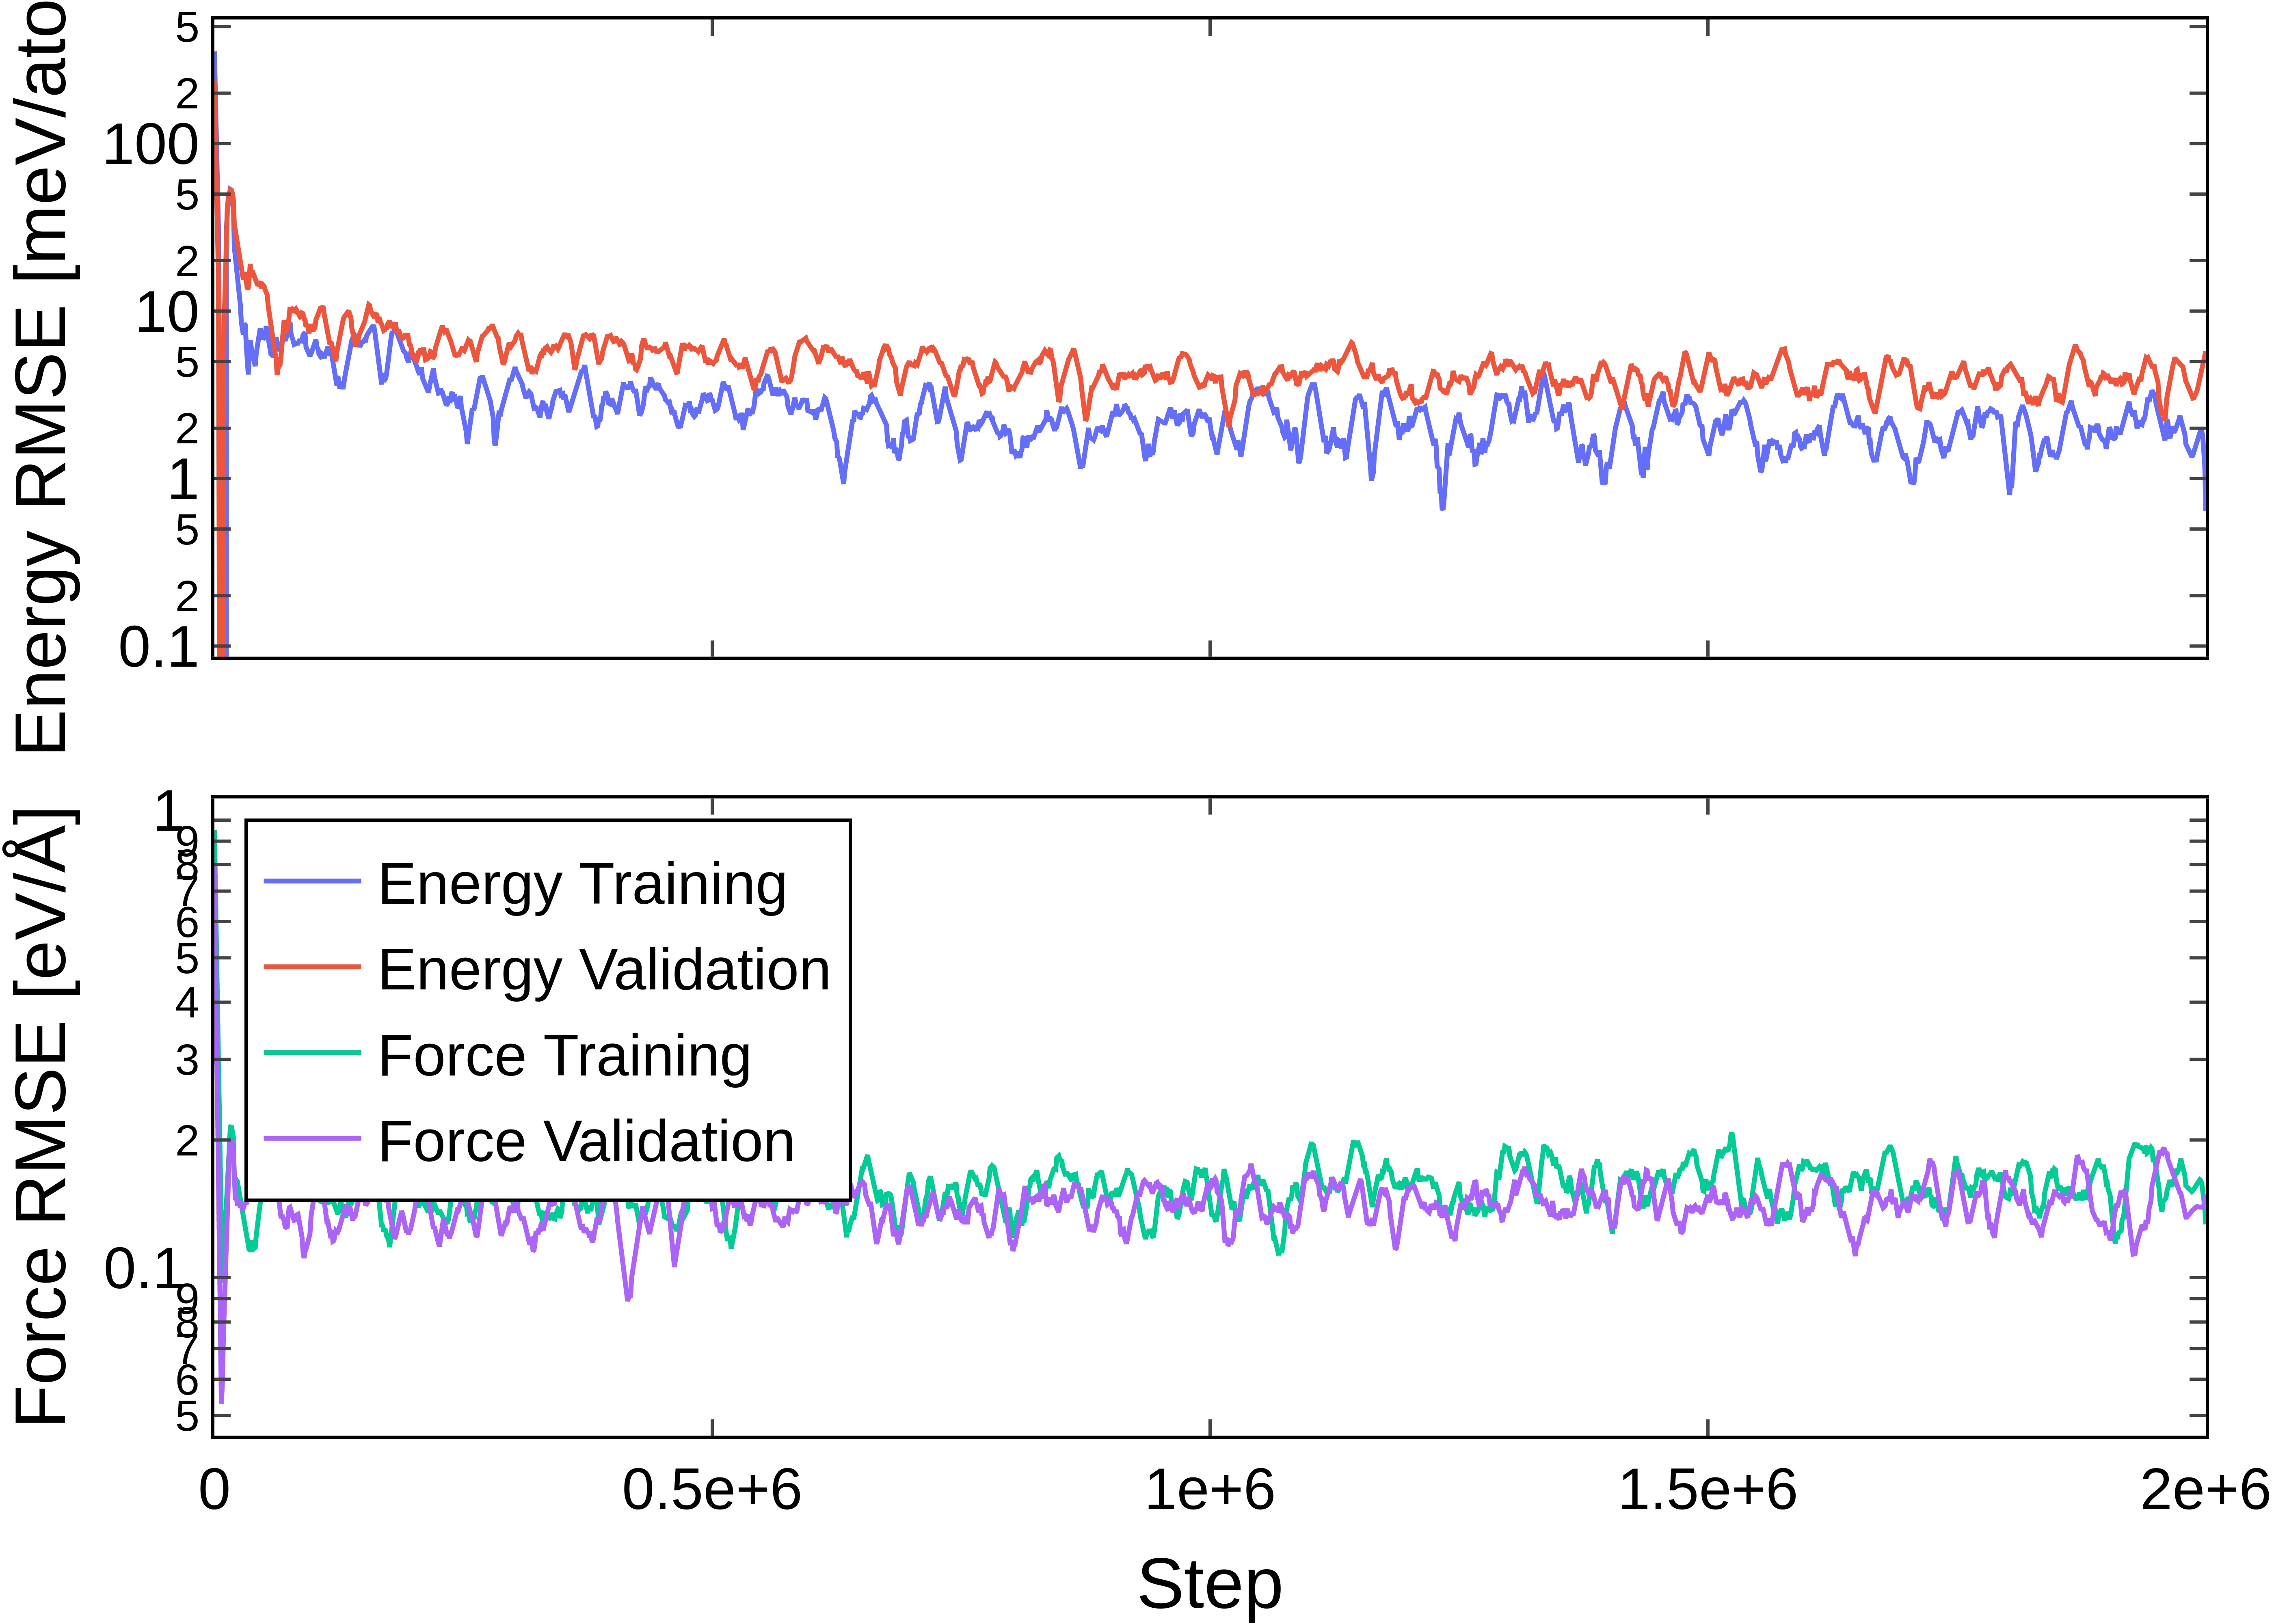 Energy RMSE [meV/ato
5
2
100
5
2
10
5
2
1
5
2
0.1
Force RMSE [eV/Å]
1
9
8
7
6
5
4
3
2
0.1
9
8
7
6
5
Energy Training
Energy Validation
Force Training
Force Validation
0
0.5e+6
1e+6
1.5e+6
2e+6
Step